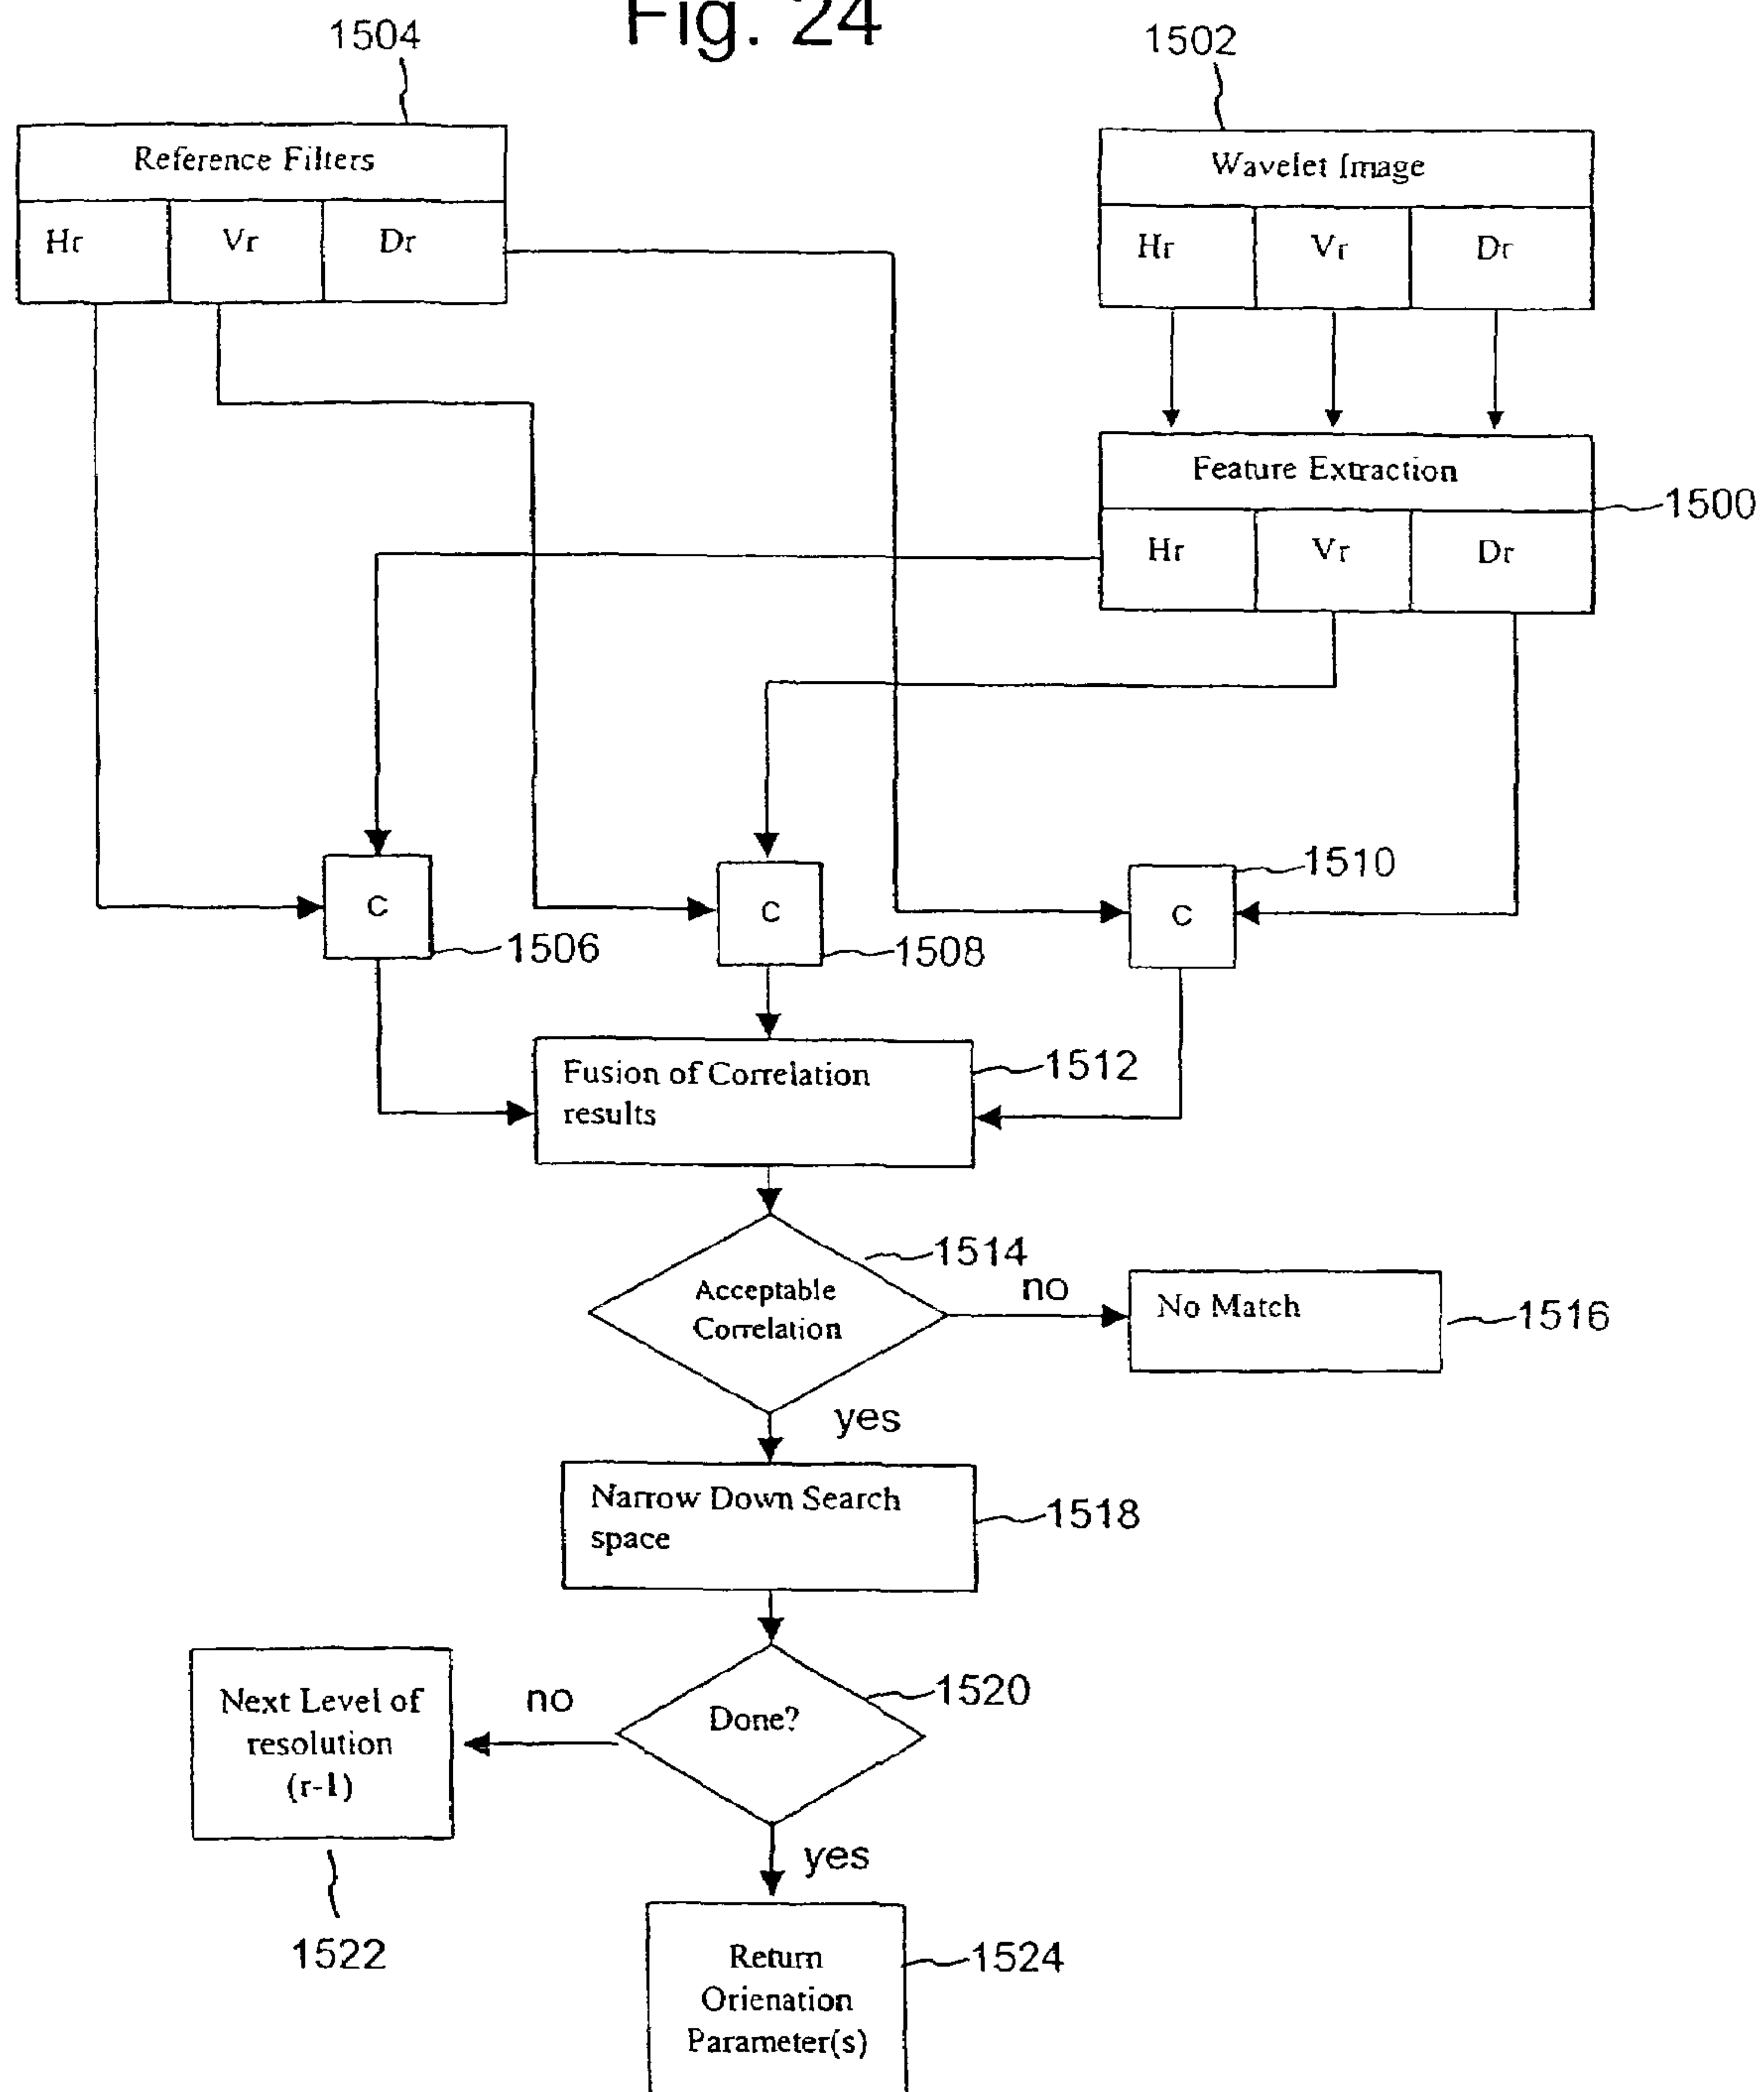 Fig. 24
1504
1502
Reference Filters
Hr
Vr
Dr
Wavelet Image
Hr
Vr
Dr
Feature Extraction
1500
Hr
Vr
Dr
C
1506
C
1508
C
1510
Fusion of Correlation
results
1512
Acceptable
Correlation
1514
no
No Match
1516
yes
Narrow Down Search
space
1518
Done?
1520
no
Next Level of
resolution
(r-1)
1522
yes
Return
Orienation
Parameter(s)
1524